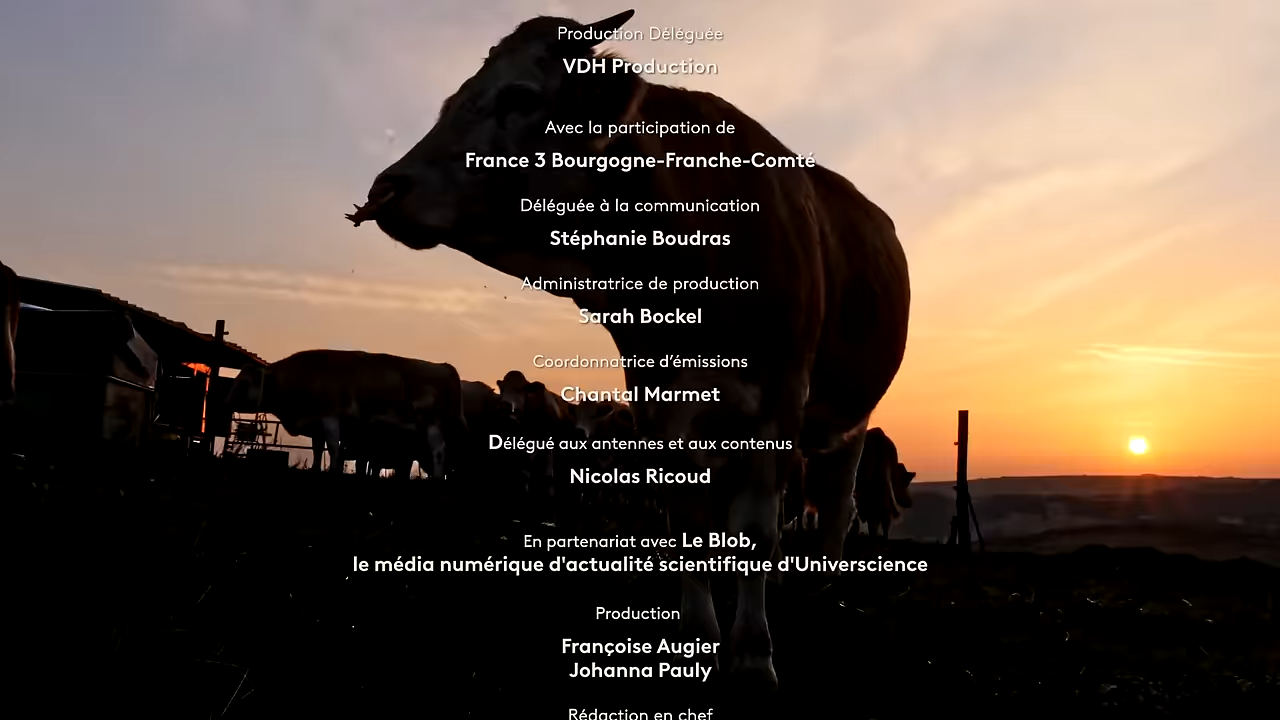 Production Déléguée
VDH Production
Avec la participation de
France 3 Bourgogne-Franche-Comté
Déléguée à la communication
Stéphanie Boudras
Administratrice de production
Sarah Bockel
Coordonnatrice d’émissions
Chantal Marmet
Délégué aux antennes et aux contenus
Nicolas Ricoud
En partenariat avec Le Blob,
le média numérique d'actualité scientifique d'Universcience
Production
Françoise Augier
Johanna Pauly
Rédaction en chef